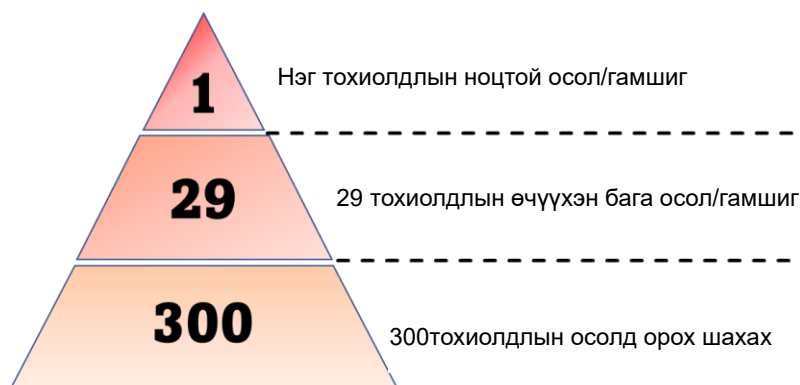 1
Нэг тохиолдлын ноцтой осол/гамшиг
29
29 тохиолдлын өчүүхэн бага осол/гамшиг
300
300тохиолдлын осолд орох шахах